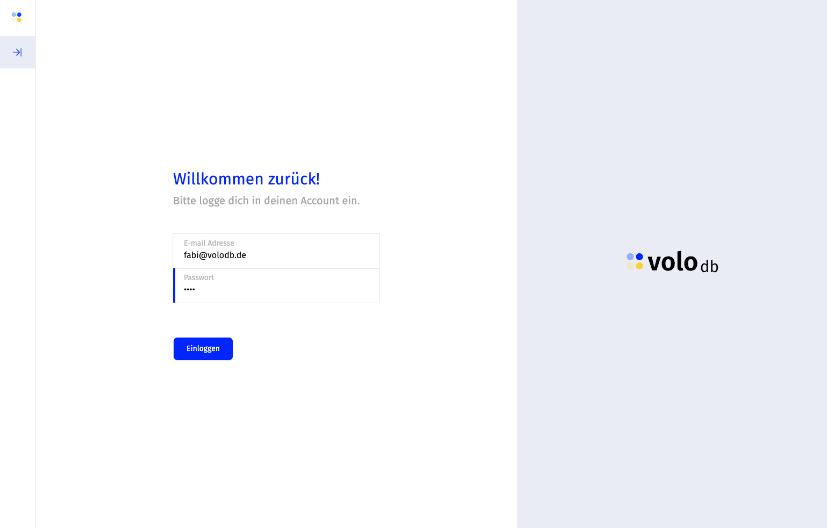 Willkommen zurück!
Bitte logge dich in deinen Account ein.
E-mail Adresse
fabi@volodb.de
Passwort
••••
Einloggen
volo db